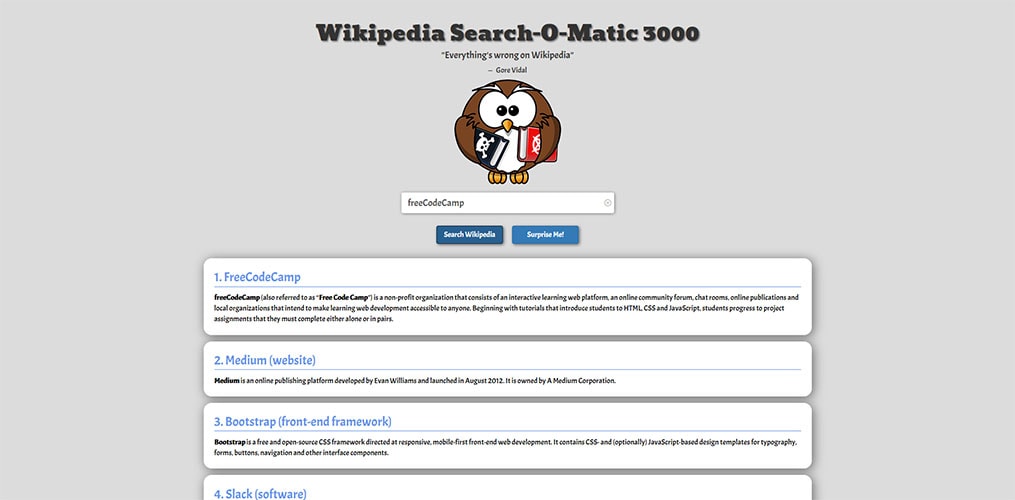 Wikipedia Search-O-Matic 3000
"Everything's wrong on Wikipedia"
— Gore Vidal
freeCodeCamp
Search Wikipedia
Surprise Me!
1. FreeCodeCamp
freeCodeCamp (also referred to as "Free Code Camp") is a non-profit organization that consists of an interactive learning web platform, an online community forum, chat rooms, online publications and
local organizations that intend to make learning web development accessible to anyone. Beginning with tutorials that introduce students to HTML, CSS and JavaScript, students progress to project
assignments that they must complete either alone or in pairs.
2. Medium (website)
Medium is an online publishing platform developed by Evan Williams and launched in August 2012. It is owned by A Medium Corporation.
3. Bootstrap (front-end framework)
Bootstrap is a free and open-source CSS framework directed at responsive, mobile-first front-end web development. It contains CSS- and (optionally) JavaScript-based design templates for typography,
forms, buttons, navigation and other interface components.
4. Slack (software)